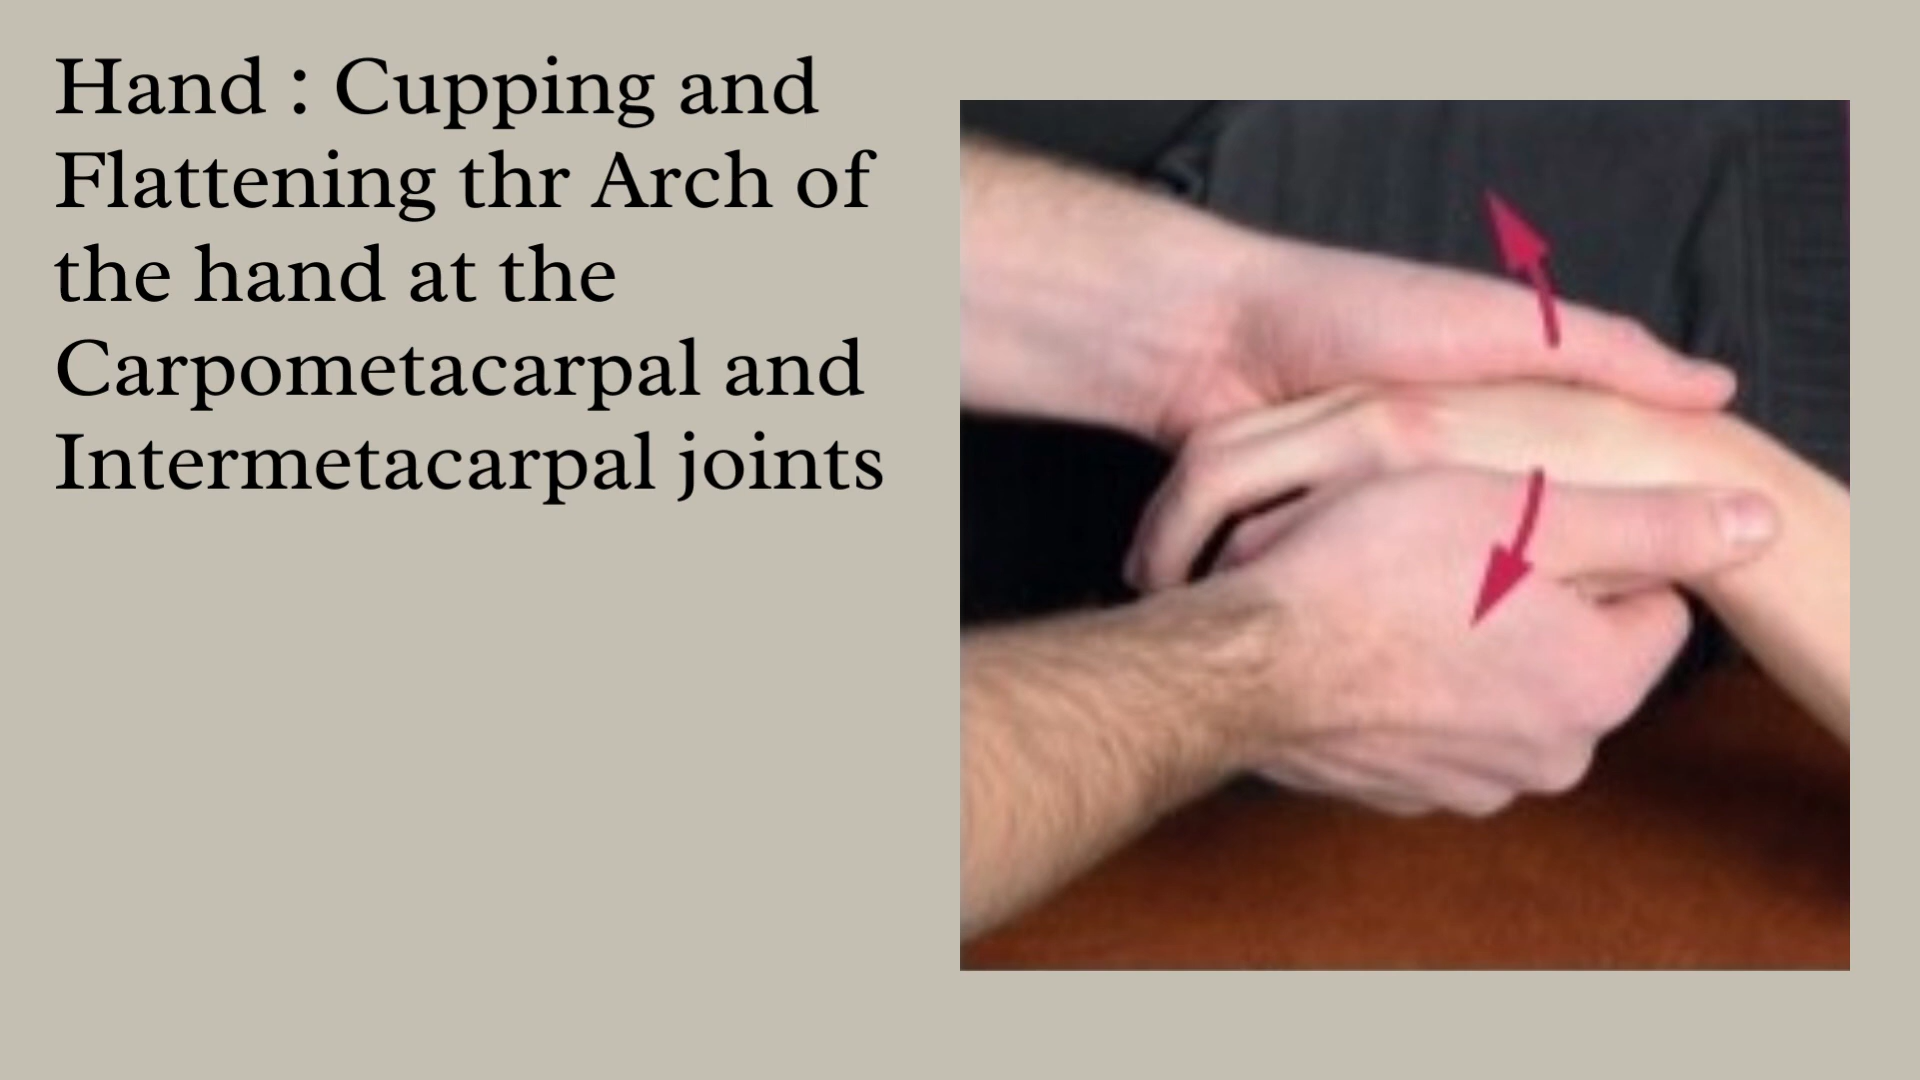 Hand : Cupping and
Flattening thr Arch of
the hand at the
Carpometacarpal and
Intermetacarpal joints